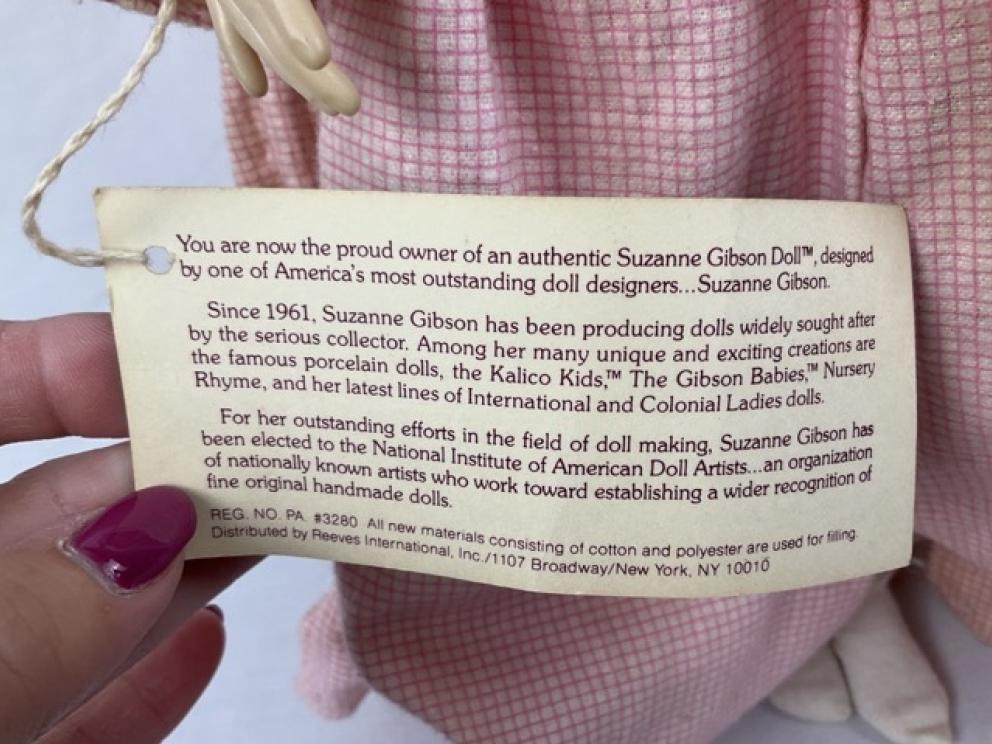 You are now the proud owner of an authentic Suzanne Gibson Doll™, designed
by one of America's most outstanding doll designers...Suzanne Gibson.
Since 1961, Suzanne Gibson has been producing dolls widely sought after
by the serious collector. Among her many unique and exciting creations are
the famous porcelain dolls, the Kalico Kids,™ The Gibson Babies,™ Nursery
Rhyme, and her latest lines of International and Colonial Ladies dolls.
For her outstanding efforts in the field of doll making, Suzanne Gibson has
been elected to the National Institute of American Doll Artists...an organization
of nationally known artists who work toward establishing a wider recognition of
fine original handmade dolls.
REG. NO. PA. #3280 All new materials consisting of cotton and polyester are used for filling.
Distributed by Reeves International, Inc./1107 Broadway/New York, NY 10010